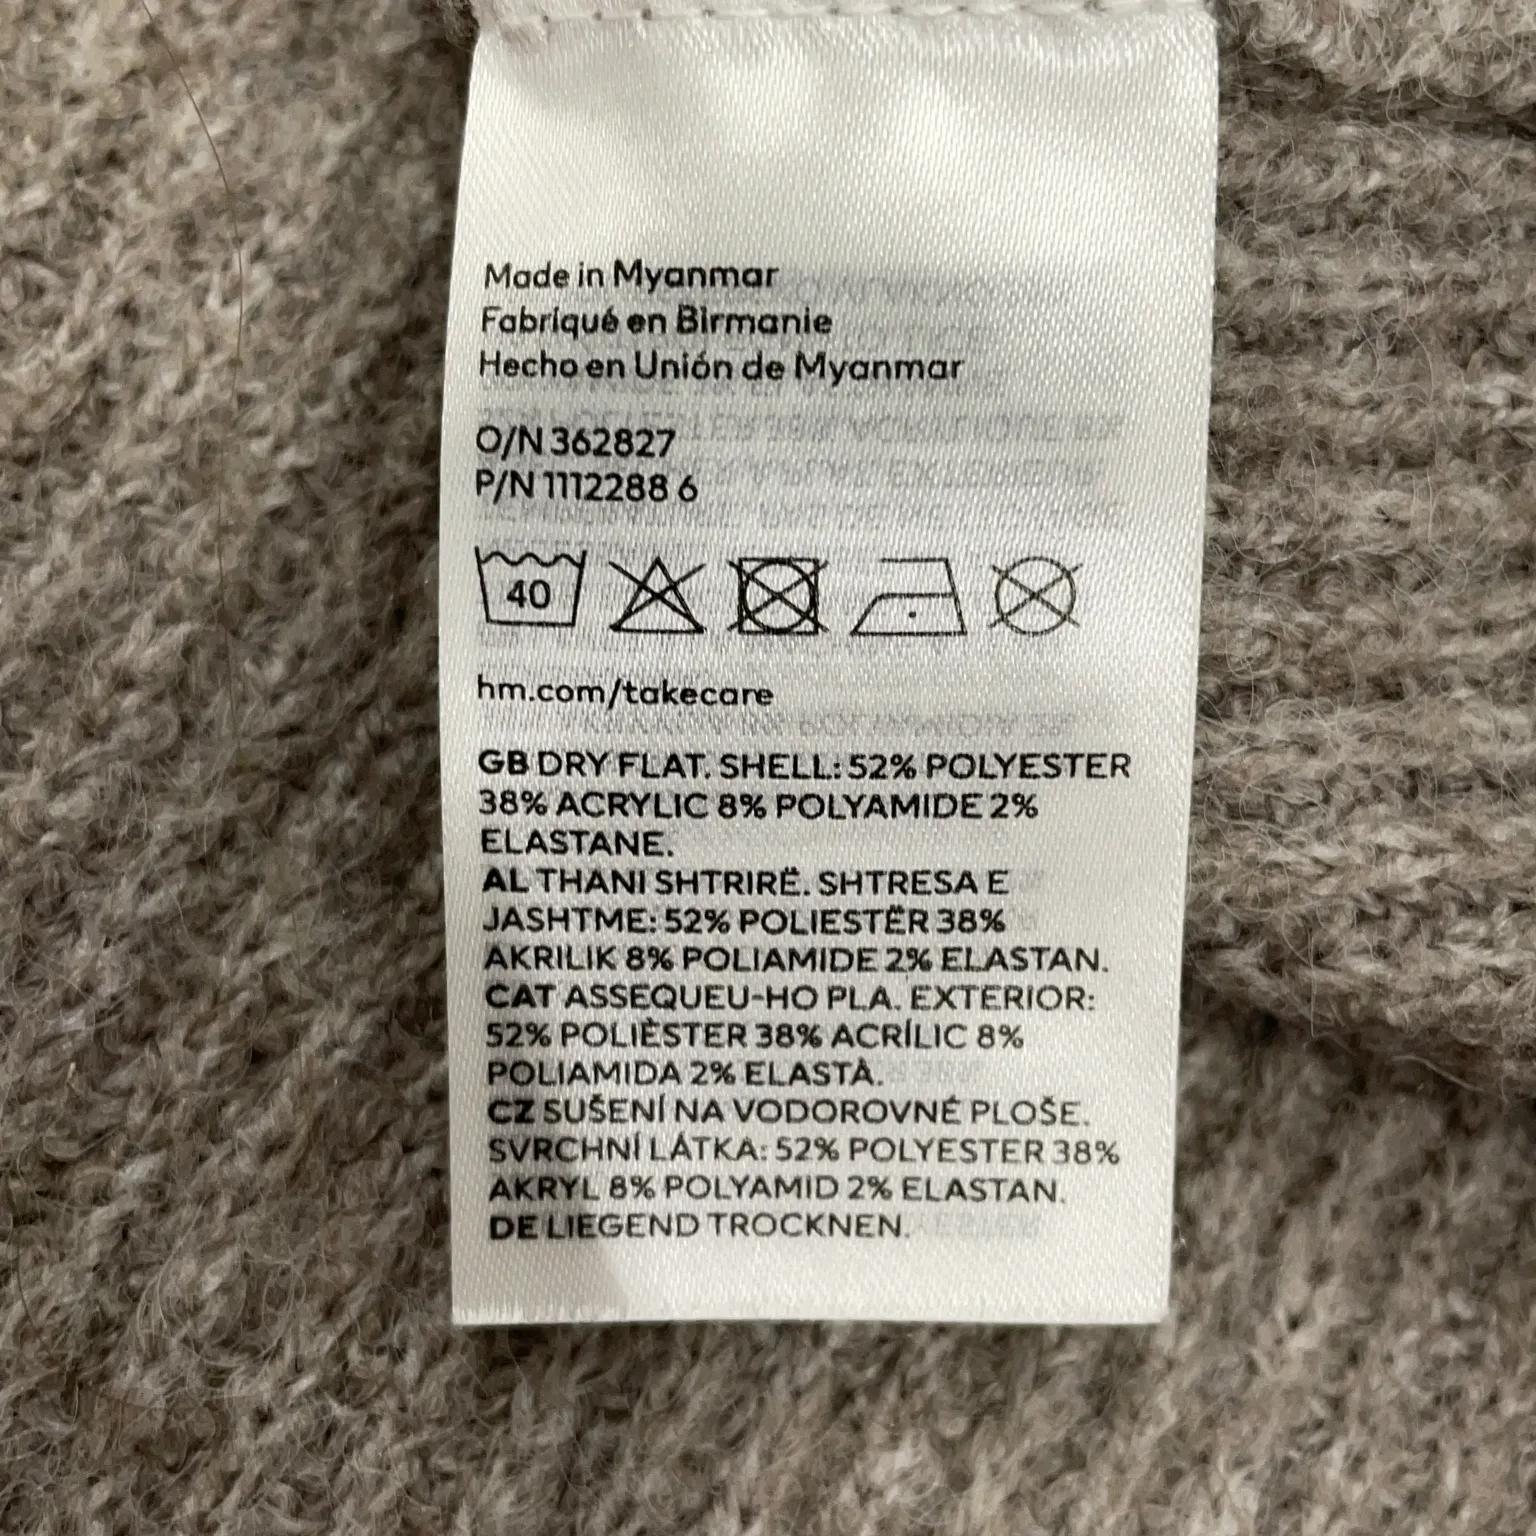 Made in Myanmar
Fabriqué en Birmanie
Hecho en Unión de Myanmar
O/N 362827
P/N 1112288 6
40
hm.com/takecare
GB DRY FLAT. SHELL: 52% POLYESTER
38% ACRYLIC 8% POLYAMIDE 2%
ELASTANE.
AL THANI SHTRIRË. SHTRESA E
JASHTME: 52% POLIESTËR 38%
AKRILIK 8% POLIAMIDE 2% ELASTAN.
CAT ASSEQUEU-HO PLA. EXTERIOR:
52% POLIÈSTER 38% ACRÍLIC 8%
POLIAMIDA 2% ELASTÀ.
CZ SUŠENÍ NA VODOROVNÉ PLOŠE.
SVRCHNÍ LÁTKA: 52% POLYESTER 38%
AKRYL 8% POLYAMID 2% ELASTAN.
DE LIEGEND TROCKNEN.